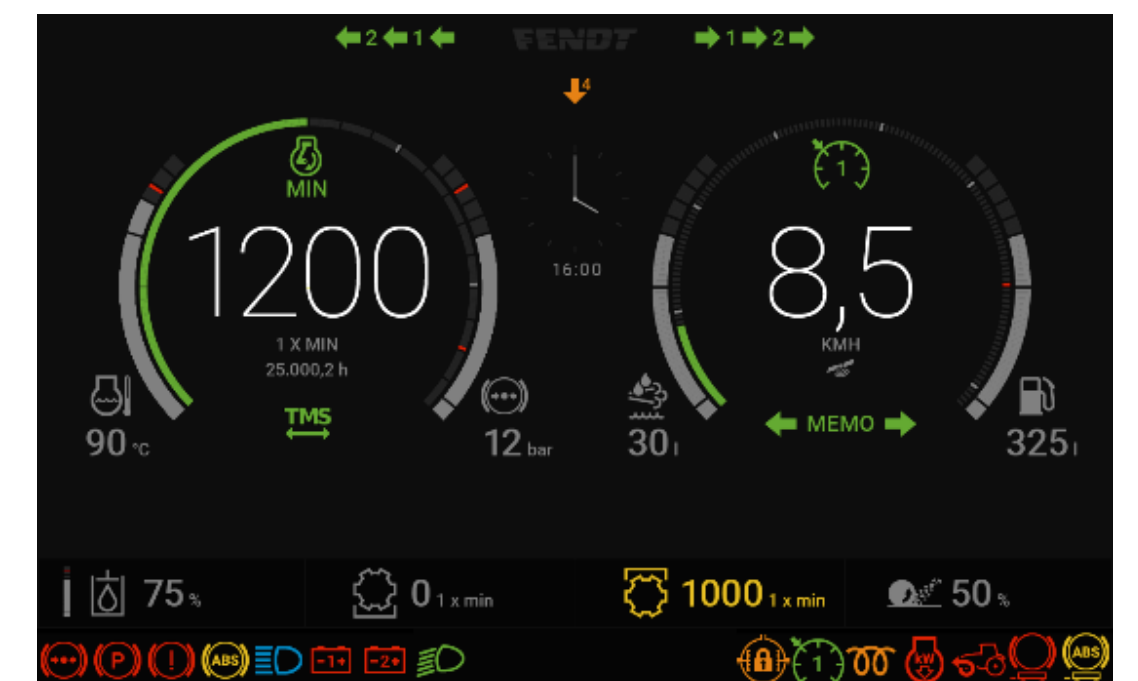 2 1 FENDT 1 2
4
1
MIN
1200
8,5
16:00
1 X MIN
KMH
25.000,2 h
TMS
MEMO
90 °C
12 bar
30 l
325 l
75 %
0 1 x min
1000 1 x min
50 %
P ! ABS -1+ -2+ 1 kW ABS